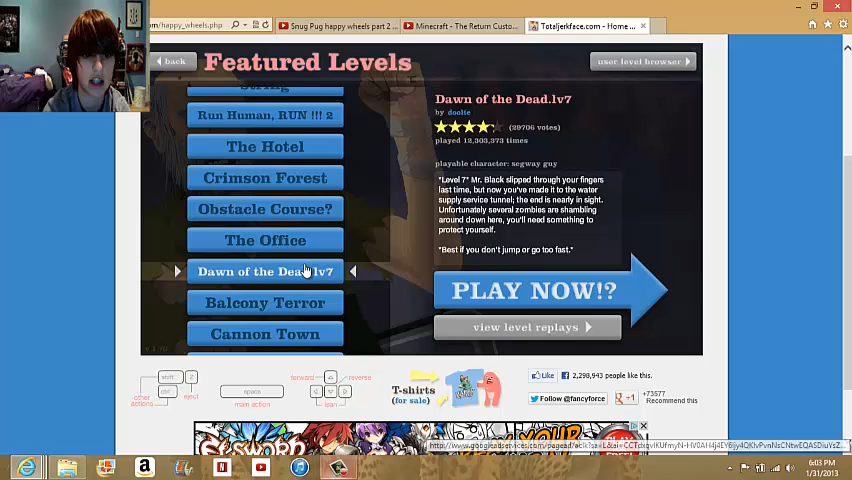 om/happy_wheels.php
Snug Pug happy wheels part 2 ...
Minecraft - The Return Custo...
Totaljerkface.com - Home ...
back
Featured Levels
user level browser
String
Run Human, RUN !!! 2
The Hotel
Crimson Forest
Obstacle Course?
The Office
Dawn of the Dead.lv7
Balcony Terror
Cannon Town
Dawn of the Dead.lv7
by doolie
(29706 votes)
played 12,303,373 times
playable character: segway guy
*Level 7* Mr. Black slipped through your fingers
last time, but now you've made it to the water
supply service tunnel; the end is nearly in sight.
Unfortunately several zombies are shambling
around down here, you'll need something to
protect yourself.
*Best if you don't jump or go too fast.*
PLAY NOW!?
view level replays
shift
Z
ctrl
other
actions
eject
space
main action
forward
reverse
lean
T-shirts
(for sale)
Like
2,298,943 people like this.
Follow @fancyforce
+1
+73577
Recommend this
6:03 PM
1/31/2013